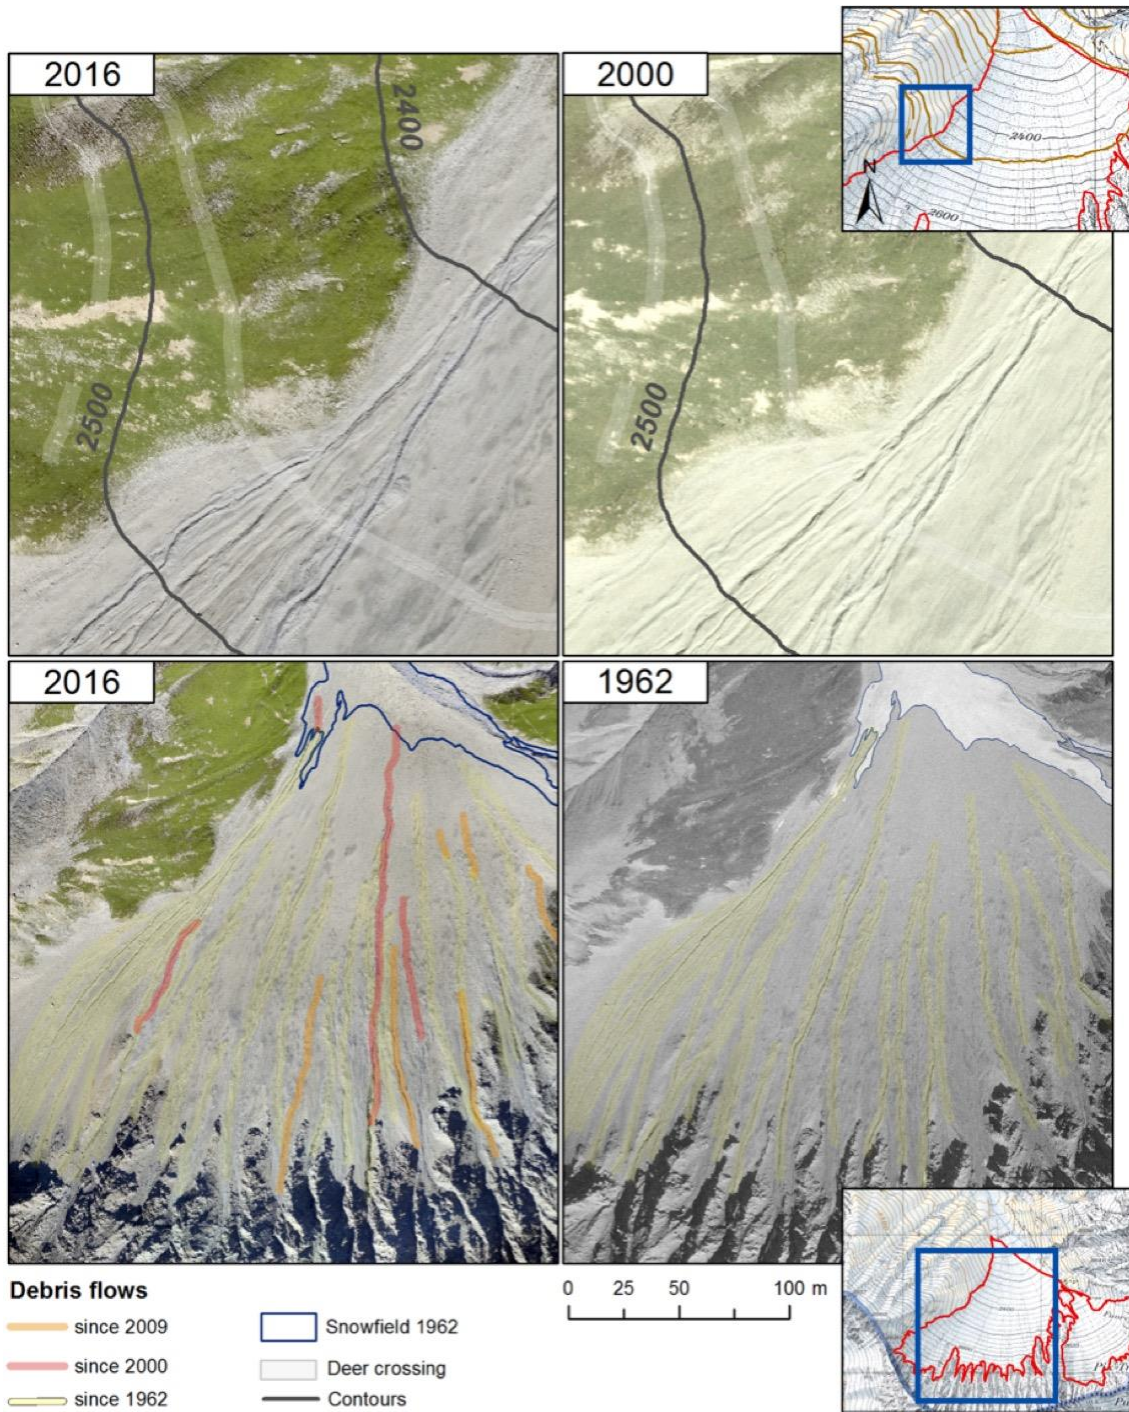 2016
2400
2500
2000
2500
2400
2600
N
2016
1962
Debris flows
since 2009
since 2000
since 1962
Snowfield 1962
Deer crossing
Contours
0 25 50 100 m